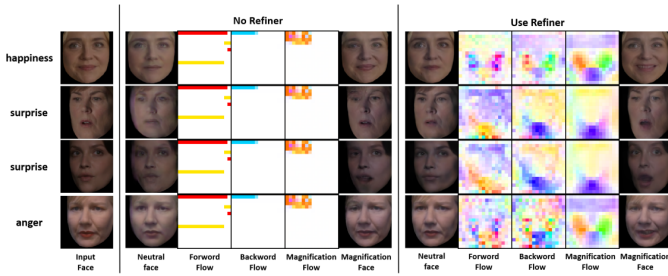 No Refiner
Use Refiner
happiness
surprise
surprise
anger
Input Face
Neutral face
Forword Flow
Backword Flow
Magnification Flow
Magnification Face
Neutral face
Forword Flow
Backword Flow
Magnification Flow
Magnification Face